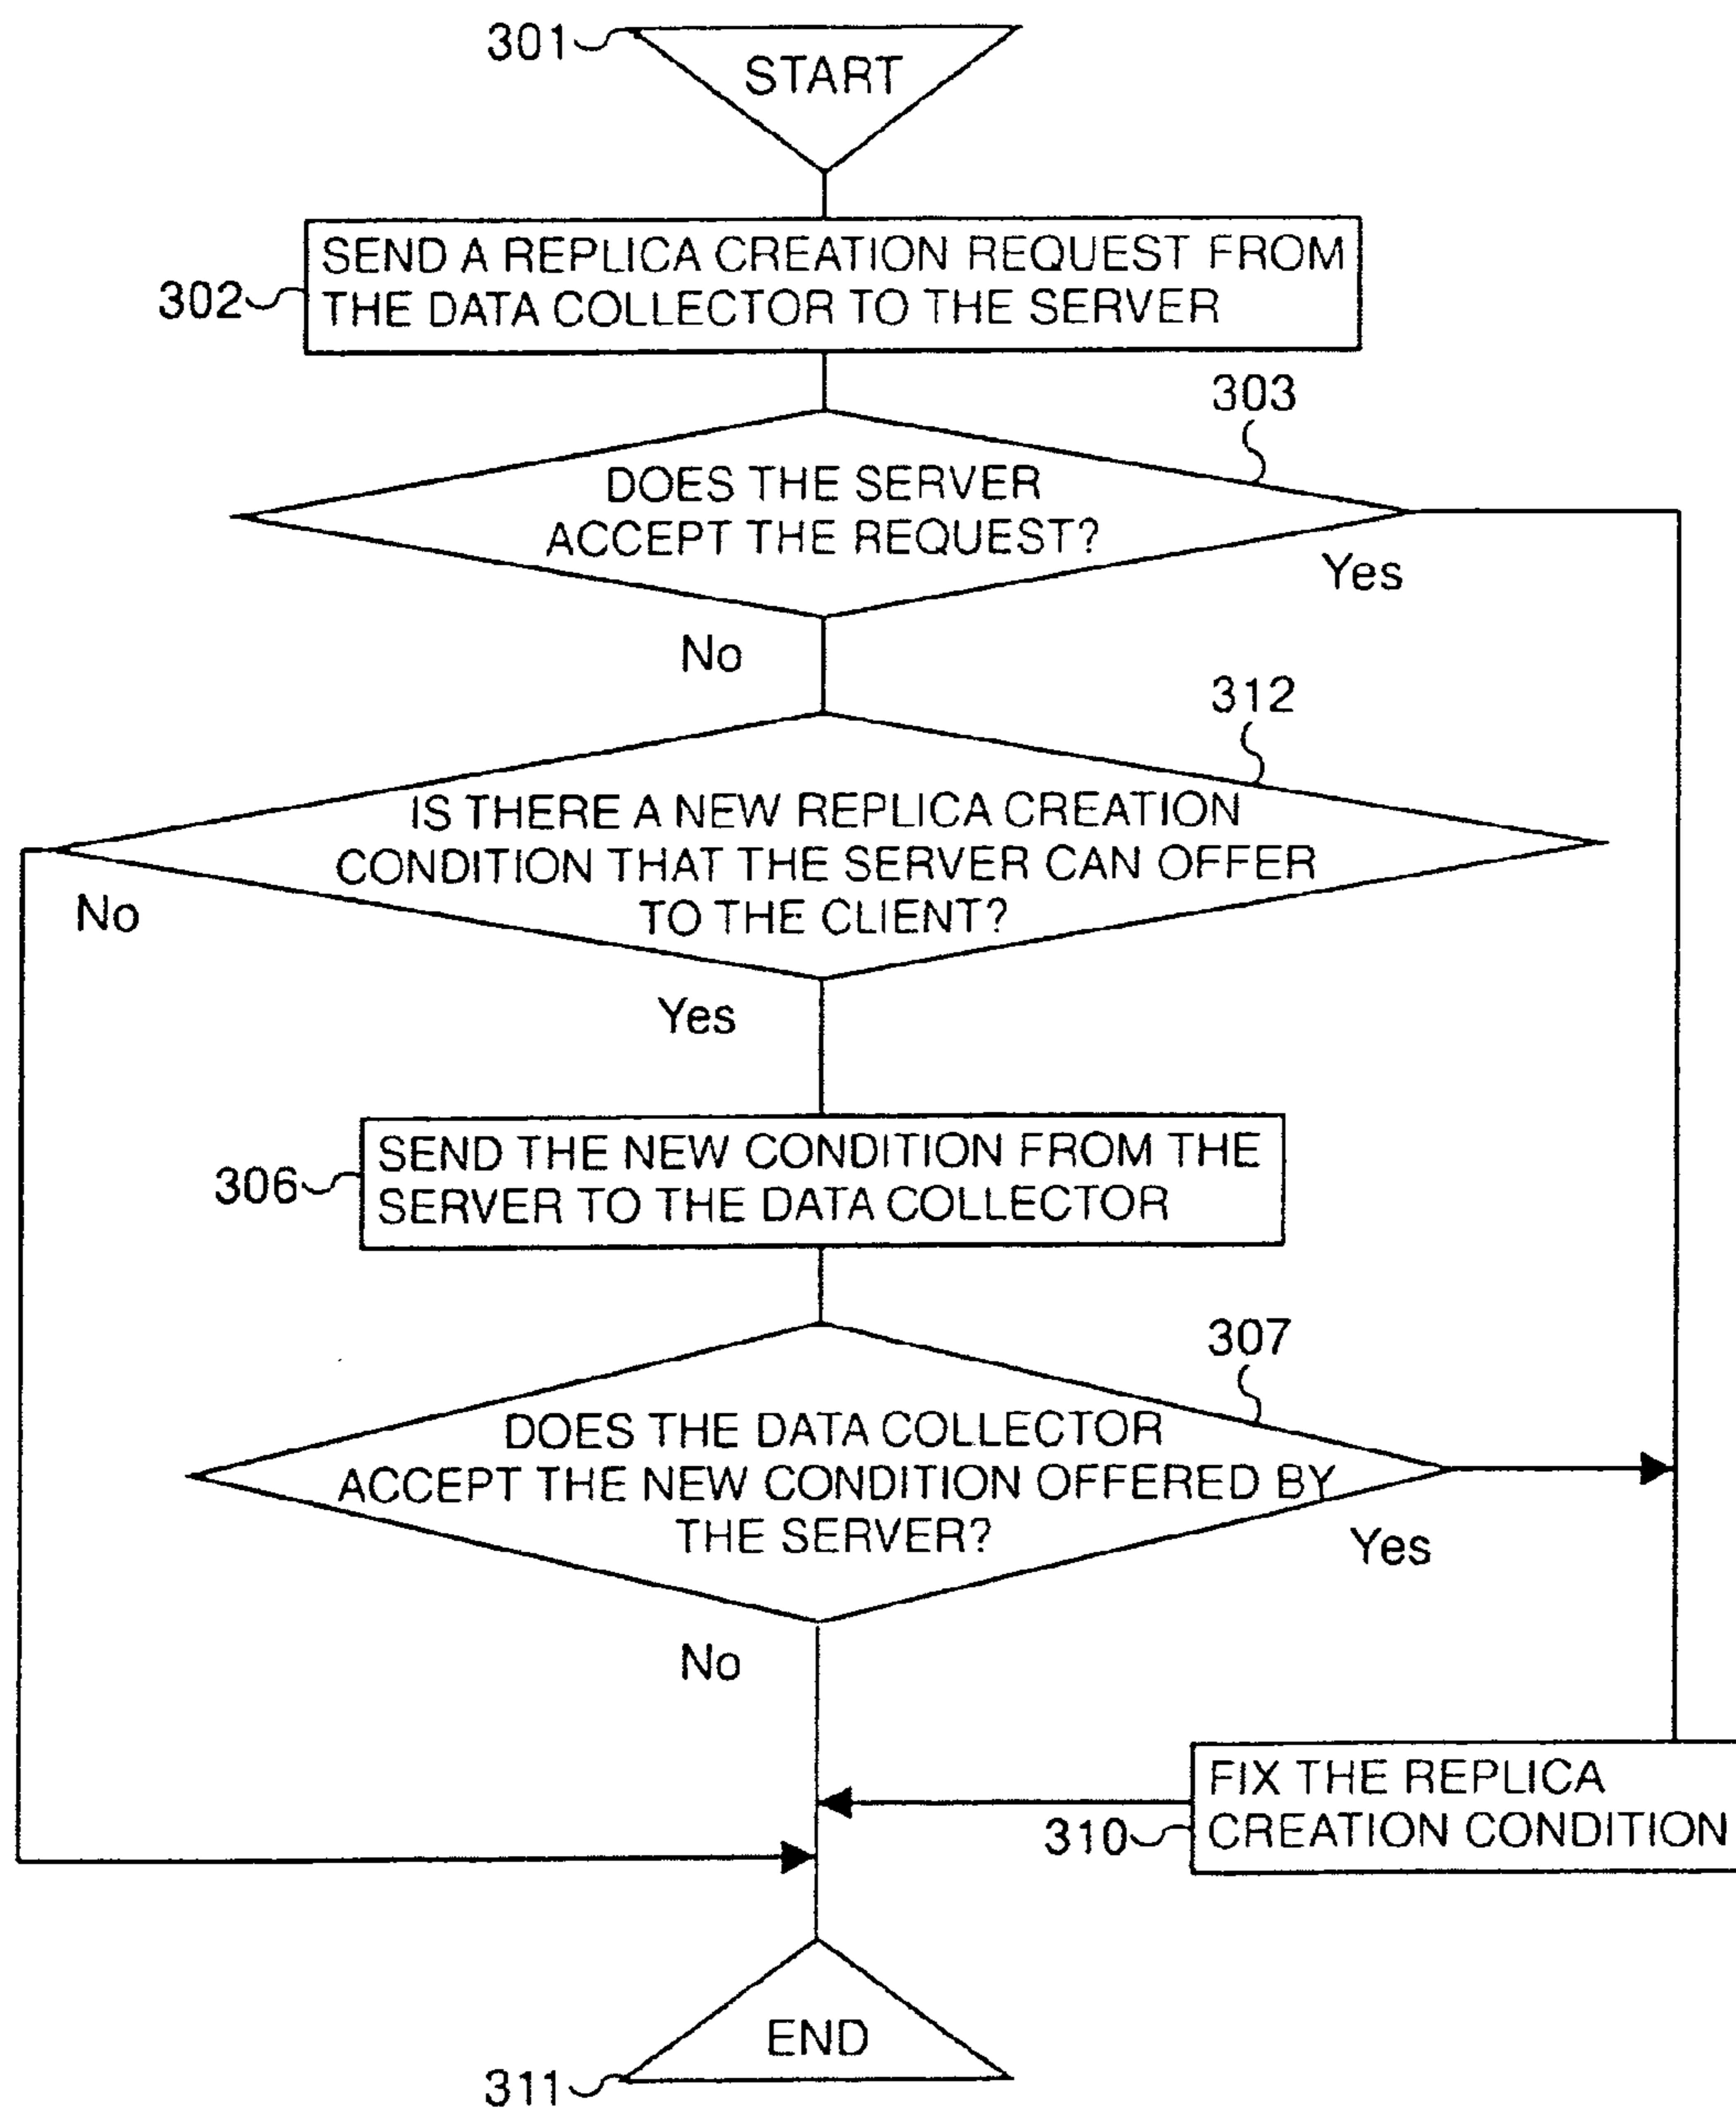 301
START
SEND A REPLICA CREATION REQUEST FROM
THE DATA COLLECTOR TO THE SERVER
302
303
DOES THE SERVER
ACCEPT THE REQUEST?
Yes
No
312
IS THERE A NEW REPLICA CREATION
CONDITION THAT THE SERVER CAN OFFER
TO THE CLIENT?
No
Yes
SEND THE NEW CONDITION FROM THE
SERVER TO THE DATA COLLECTOR
306
307
DOES THE DATA COLLECTOR
ACCEPT THE NEW CONDITION OFFERED BY
THE SERVER?
Yes
No
FIX THE REPLICA
CREATION CONDITION
310
END
311